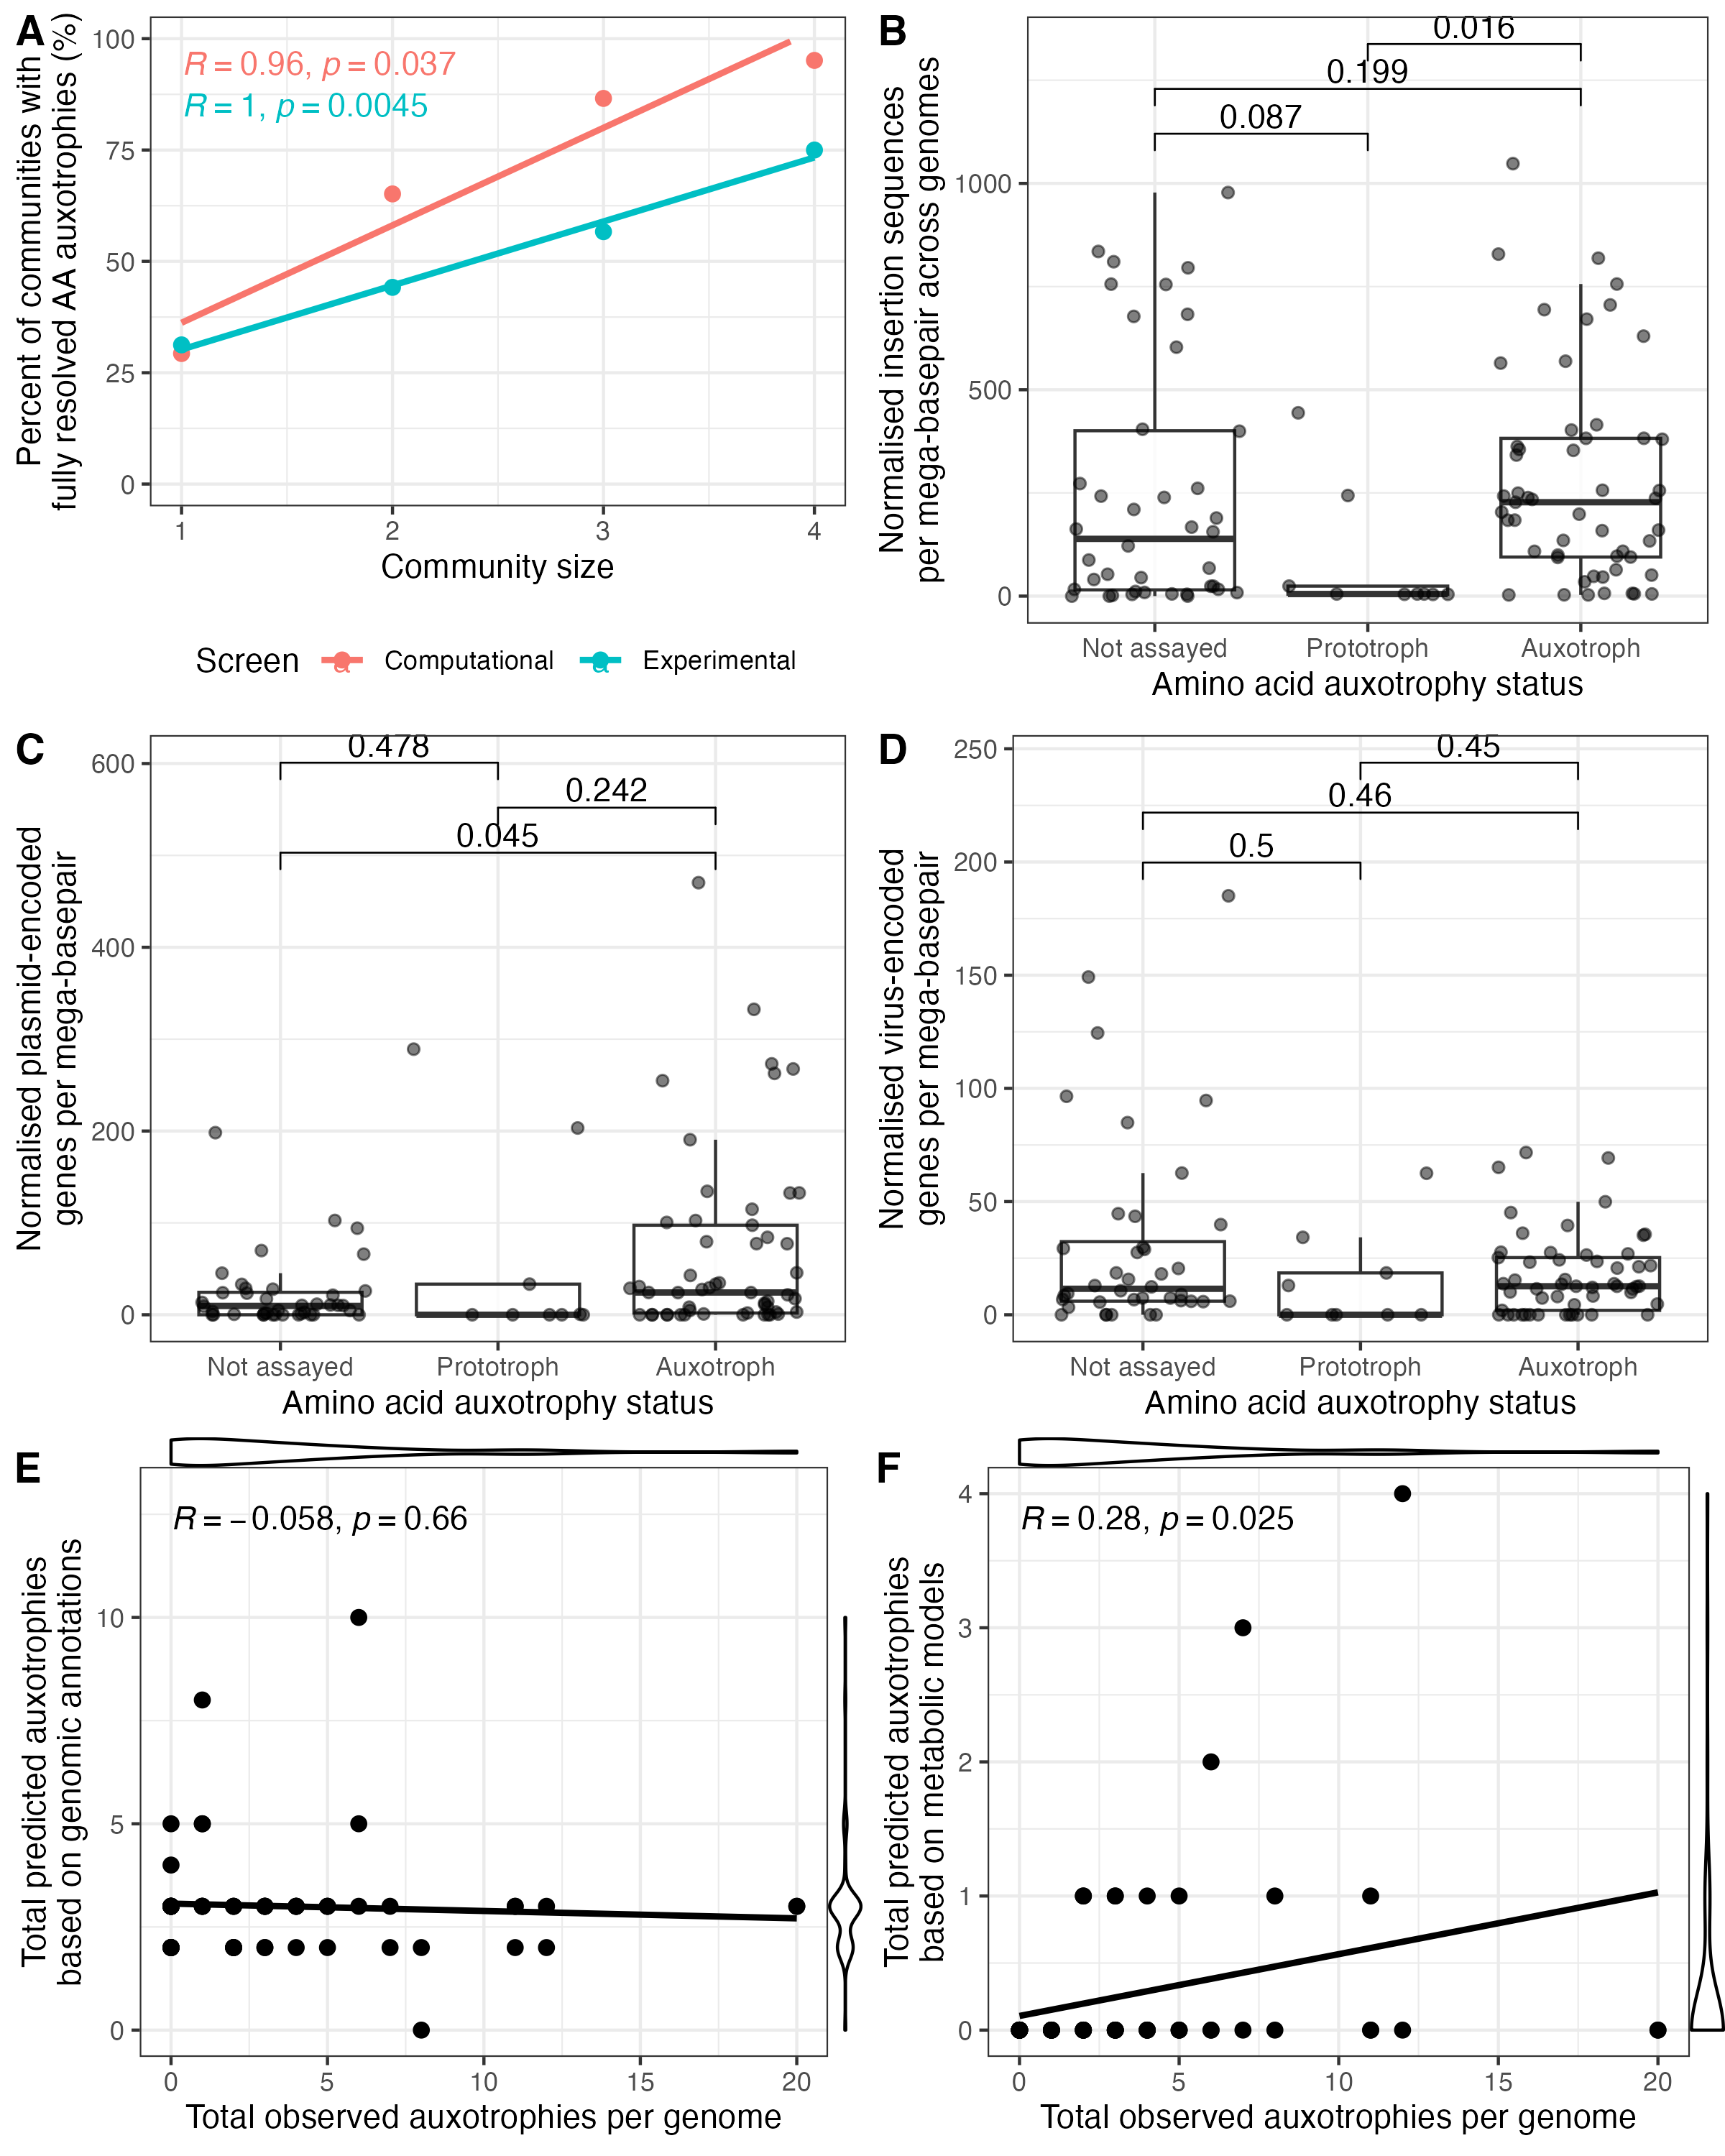 A
Percent of communities with
fully resolved AA auxotrophies (%)
100
75
50
25
0
R = 0.96, p = 0.037
R = 1, p = 0.0045
1 2 3 4
Community size
Screen a Computational a Experimental
B
Normalised insertion sequences
per mega-basepair across genomes
1000
500
0
0.016
0.199
0.087
Not assayed Prototroph Auxotroph
Amino acid auxotrophy status
C
Normalised plasmid-encoded
genes per mega-basepair
600
400
200
0
0.478
0.242
0.045
Not assayed Prototroph Auxotroph
Amino acid auxotrophy status
D
Normalised virus-encoded
genes per mega-basepair
250
200
150
100
50
0
0.45
0.46
0.5
Not assayed Prototroph Auxotroph
Amino acid auxotrophy status
E
Total predicted auxotrophies
based on genomic annotations
10
5
0
R = −0.058, p = 0.66
0 5 10 15 20
Total observed auxotrophies per genome
F
Total predicted auxotrophies
based on metabolic models
4
3
2
1
0
R = 0.28, p = 0.025
0 5 10 15 20
Total observed auxotrophies per genome